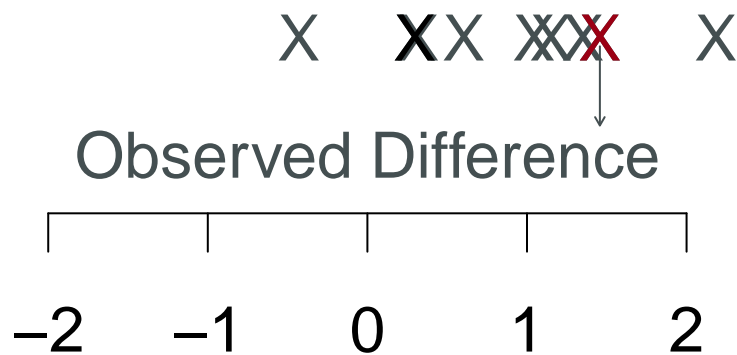 X X X X X X X X X
Observed Difference
–2 –1 0 1 2